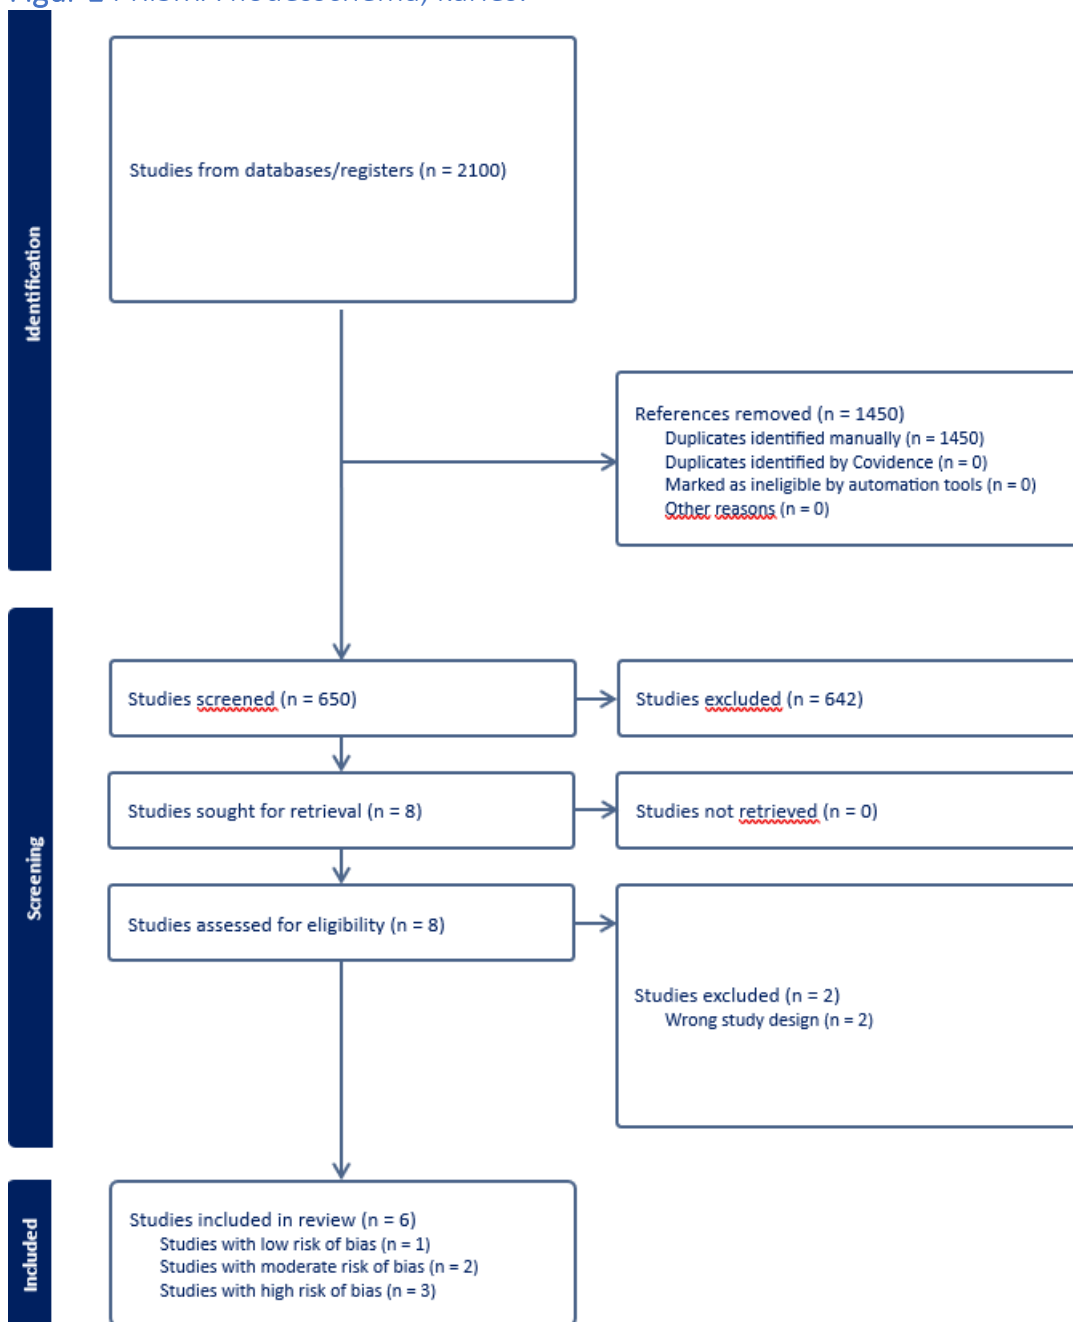 Identification
Studies from databases/registers (n = 2100)
References removed (n = 1450)
Duplicates identified manually (n = 1450)
Duplicates identified by Covidence (n = 0)
Marked as ineligible by automation tools (n = 0)
Other reasons (n = 0)
Screening
Studies screened (n = 650)
Studies excluded (n = 642)
Studies sought for retrieval (n = 8)
Studies not retrieved (n = 0)
Studies assessed for eligibility (n = 8)
Studies excluded (n = 2)
Wrong study design (n = 2)
Included
Studies included in review (n = 6)
Studies with low risk of bias (n = 1)
Studies with moderate risk of bias (n = 2)
Studies with high risk of bias (n = 3)